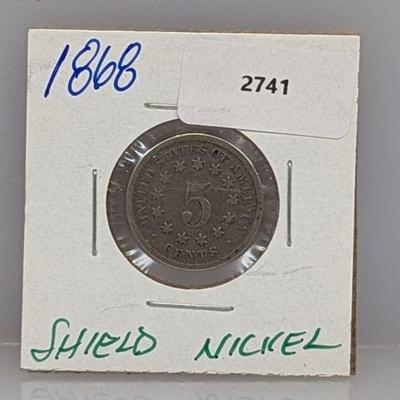 1868
2741
UNITED STATES OF AMERICA
5
CENTS
SHIELD NICKEL